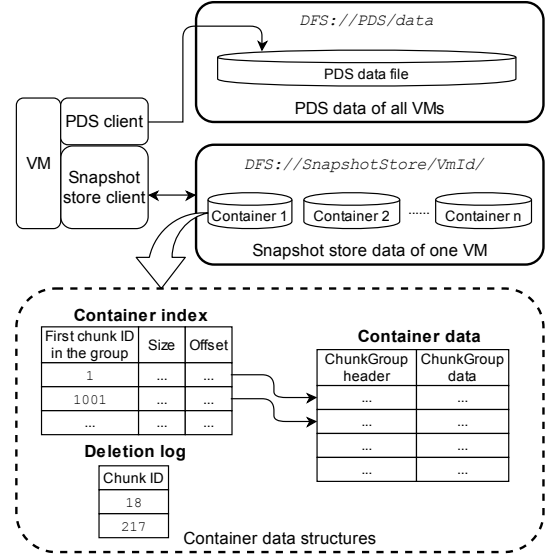 DFS://PDS/data
PDS data file
PDS data of all VMs
VM
PDS client
Snapshot
store client
DFS://SnapshotStore/VmId/
Container 1
Container 2
......
Container n
Snapshot store data of one VM
Container index
First chunk ID
in the group
Size
Offset
1
...
...
1001
...
...
...
...
...
Container data
ChunkGroup
header
ChunkGroup
data
...
...
...
...
...
...
...
...
Deletion log
Chunk ID
18
217
Container data structures